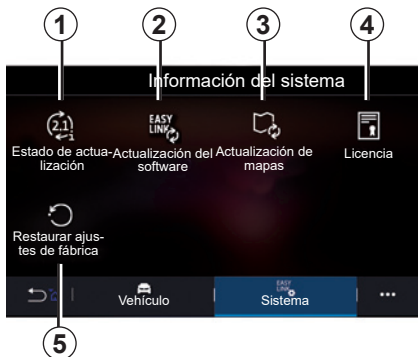 1
2
3
4
Información del sistema
2.1
EASY
LINK
Estado de actua-
lización
Actualización del
software
Actualización de
mapas
Licencia
Restaurar ajus-
tes de fábrica
Vehículo
EASY
LINK
Sistema
...
5